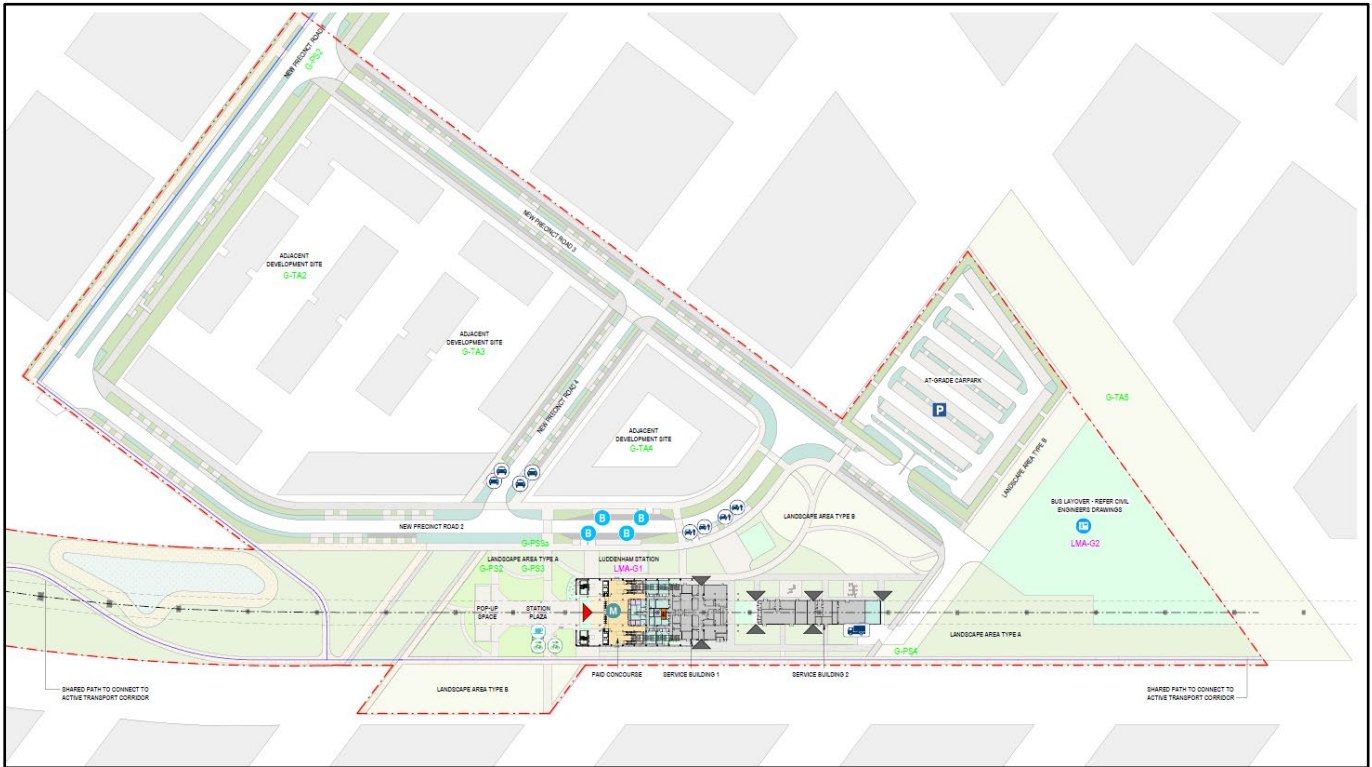 NEW PRECINCT ROAD 1
G-PS2
NEW PRECINCT ROAD 3
ADJACENT
DEVELOPMENT SITE
G-TA2
ADJACENT
DEVELOPMENT SITE
G-TA3
NEW PRECINCT ROAD 4
ADJACENT
DEVELOPMENT SITE
G-TA4
AT-GRADE CARPARK
P
G-TA5
LANDSCAPE AREA TYPE B
BUS LAYOVER - REFER CIVIL
ENGINEERS DRAWINGS
LMA-G2
LANDSCAPE AREA TYPE B
NEW PRECINCT ROAD 2
B
B
B
B
G-PS5a
LANDSCAPE AREA TYPE A
G-PS2
G-PS3
LUDDENHAM STATION
LMA-G1
POP-UP
SPACE
STATION
PLAZA
M
LANDSCAPE AREA TYPE A
G-PS4
PAID CONCOURSE
SERVICE BUILDING 1
SERVICE BUILDING 2
SHARED PATH TO CONNECT TO
ACTIVE TRANSPORT CORRIDOR
LANDSCAPE AREA TYPE B
SHARED PATH TO CONNECT TO
ACTIVE TRANSPORT CORRIDOR